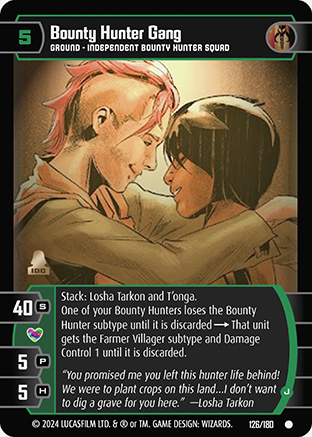 5
Bounty Hunter Gang
GROUND - INDEPENDENT BOUNTY HUNTER SQUAD
IDC
40 S
5 P
5 H
Stack: Losha Tarkon and T'onga.
One of your Bounty Hunters loses the Bounty
Hunter subtype until it is discarded → That unit
gets the Farmer Villager subtype and Damage
Control 1 until it is discarded.
“You promised me you left this hunter life behind!
We were to plant crops on this land...I don't want
to dig a grave for you here.” —Losha Tarkon
J
© 2024 LUCASFILM LTD. & ® or TM. GAME DESIGN: WIZARDS.
126/180